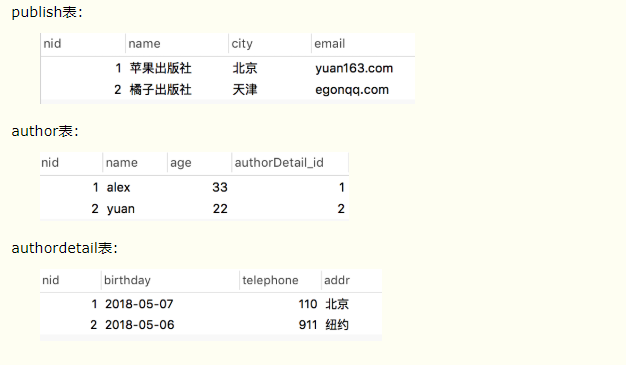 publish表：
nid name city email
1 苹果出版社 北京 yuan163.com
2 橘子出版社 天津 egonqq.com
author表：
nid name age authorDetail_id
1 alex 33 1
2 yuan 22 2
authordetail表：
nid birthday telephone addr
1 2018-05-07 110 北京
2 2018-05-06 911 纽约